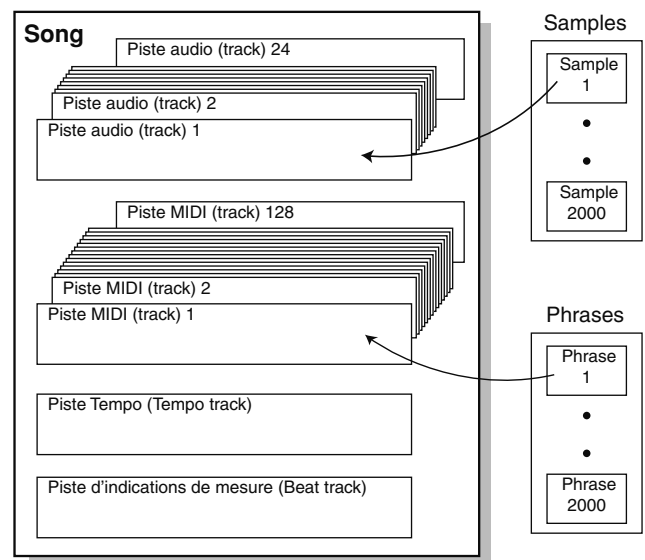 Song
Piste audio (track) 24
Piste audio (track) 2
Piste audio (track) 1
Piste MIDI (track) 128
Piste MIDI (track) 2
Piste MIDI (track) 1
Piste Tempo (Tempo track)
Piste d'indications de mesure (Beat track)
Samples
Sample
1
Sample
2000
Phrases
Phrase
1
Phrase
2000